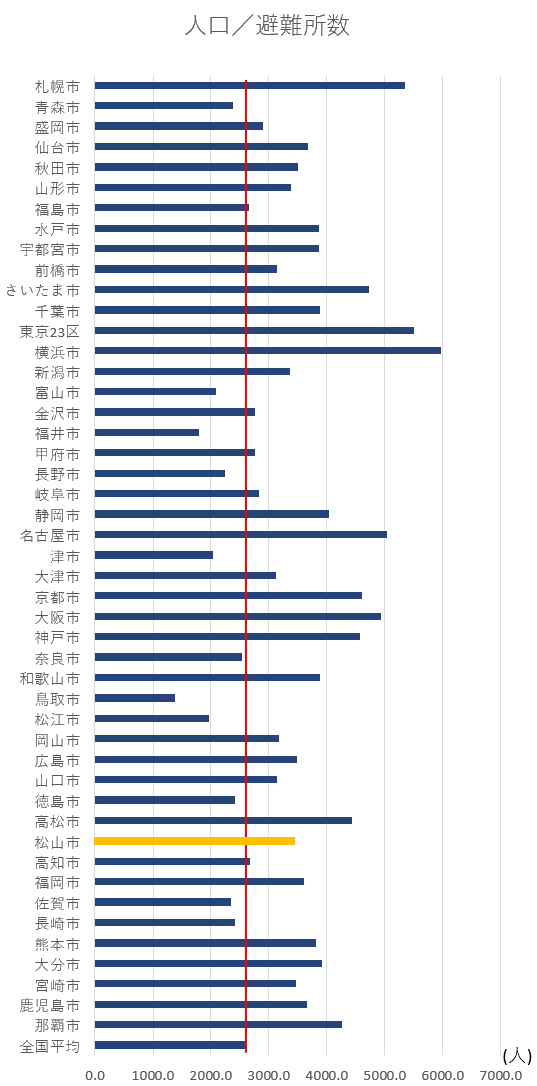 人口／避難所数
札幌市
青森市
盛岡市
仙台市
秋田市
山形市
福島市
水戸市
宇都宮市
前橋市
さいたま市
千葉市
東京23区
横浜市
新潟市
富山市
金沢市
福井市
甲府市
長野市
岐阜市
静岡市
名古屋市
津市
大津市
京都市
大阪市
神戸市
奈良市
和歌山市
鳥取市
松江市
岡山市
広島市
山口市
徳島市
高松市
松山市
高知市
福岡市
佐賀市
長崎市
熊本市
大分市
宮崎市
鹿児島市
那覇市
全国平均
(人)
0.0 1000.0 2000.0 3000.0 4000.0 5000.0 6000.0 7000.0